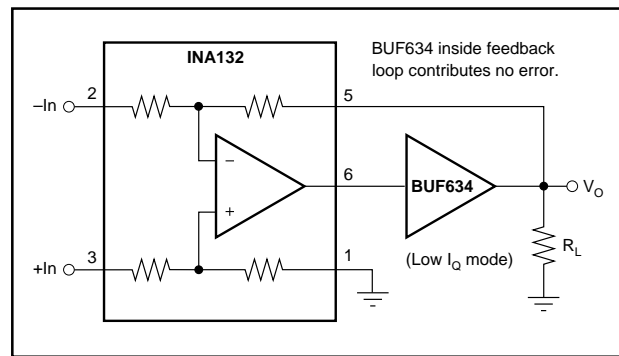 INA132
BUF634 inside feedback
loop contributes no error.
–In
2
5
−
6
BUF634
V_O
+
3
1
+In
(Low I_Q mode)
R_L